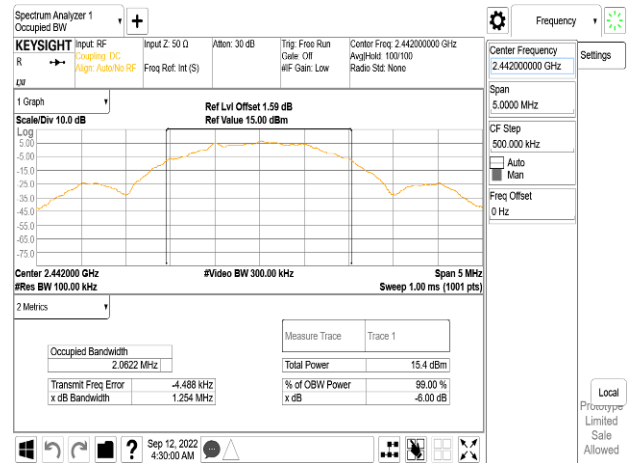 Spectrum Analyzer 1
Occupied BW
+
Frequency
KEYSIGHT
R
Input: RF
Coupling: DC
Align: Auto/No RF
Input Z: 50 Ω
Freq Ref: Int (S)
Atten: 30 dB
Trig: Free Run
Gate: Off
#IF Gain: Low
Center Freq: 2.442000000 GHz
Avg|Hold: 100/100
Radio Std: None
LXI
1 Graph
Scale/Div 10.0 dB
Ref Lvl Offset 1.59 dB
Ref Value 15.00 dBm
Log
5.00
-5.00
-15.0
-25.0
-35.0
-45.0
-55.0
-65.0
-75.0
Center 2.442000 GHz
#Res BW 100.00 kHz
#Video BW 300.00 kHz
Span 5 MHz
Sweep 1.00 ms (1001 pts)
2 Metrics
Measure Trace
Trace 1
Occupied Bandwidth
2.0622 MHz
Total Power
15.4 dBm
Transmit Freq Error
-4.488 kHz
% of OBW Power
99.00 %
x dB Bandwidth
1.254 MHz
x dB
-6.00 dB
Center Frequency
2.442000000 GHz
Settings
Span
5.0000 MHz
CF Step
500.000 kHz
Auto
Man
Freq Offset
0 Hz
Local
Prototype
Limited
Sale
Allowed
?
Sep 12, 2022
4:30:00 AM